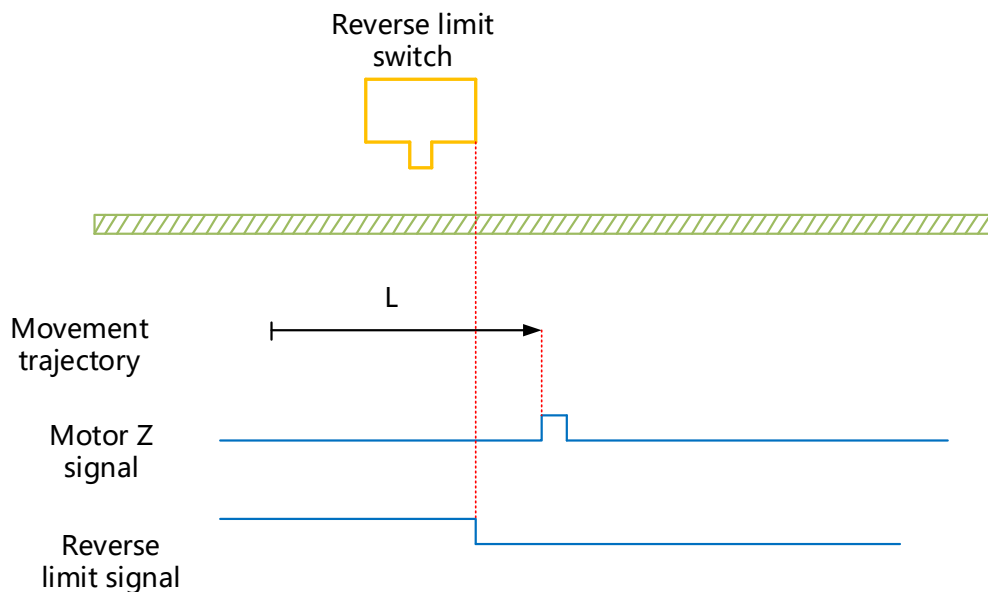 Reverse limit
switch
L
Movement
trajectory
Motor Z
signal
Reverse
limit signal